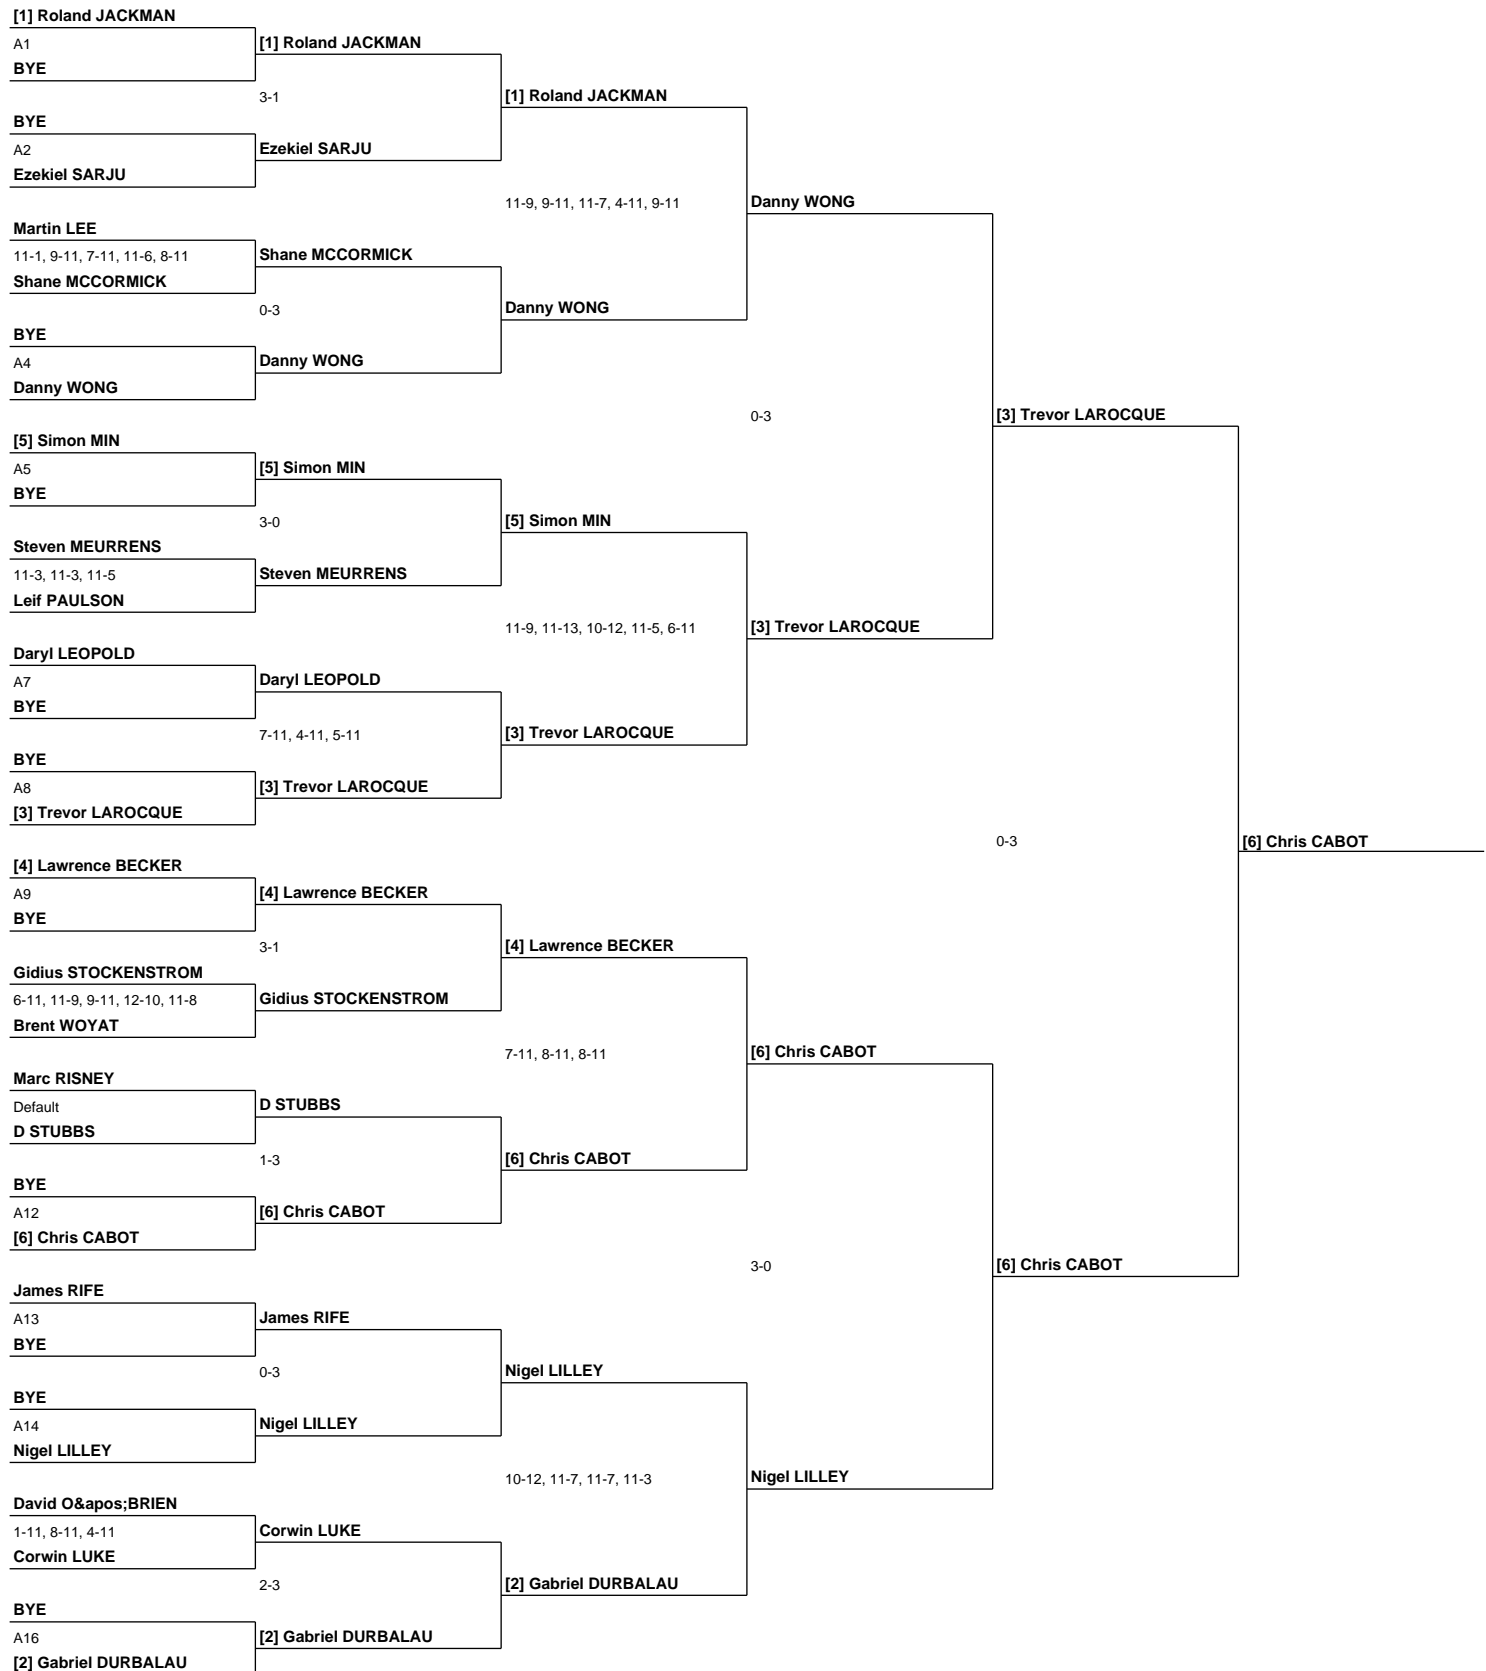 [1] Roland JACKMAN
A1
[1] Roland JACKMAN
BYE
3-1
[1] Roland JACKMAN
BYE
A2
Ezekiel SARJU
Ezekiel SARJU
11-9, 9-11, 11-7, 4-11, 9-11
Danny WONG
Martin LEE
11-1, 9-11, 7-11, 11-6, 8-11
Shane MCCORMICK
Shane MCCORMICK
0-3
Danny WONG
BYE
A4
Danny WONG
Danny WONG
0-3
[3] Trevor LAROCQUE
[5] Simon MIN
A5
[5] Simon MIN
BYE
3-0
[5] Simon MIN
Steven MEURRENS
11-3, 11-3, 11-5
Steven MEURRENS
Leif PAULSON
11-9, 11-13, 10-12, 11-5, 6-11
[3] Trevor LAROCQUE
Daryl LEOPOLD
A7
Daryl LEOPOLD
BYE
7-11, 4-11, 5-11
[3] Trevor LAROCQUE
BYE
A8
[3] Trevor LAROCQUE
[3] Trevor LAROCQUE
0-3
[6] Chris CABOT
[4] Lawrence BECKER
A9
[4] Lawrence BECKER
BYE
3-1
[4] Lawrence BECKER
Gidius STOCKENSTROM
6-11, 11-9, 9-11, 12-10, 11-8
Gidius STOCKENSTROM
Brent WOYAT
7-11, 8-11, 8-11
[6] Chris CABOT
Marc RISNEY
Default
D STUBBS
D STUBBS
1-3
[6] Chris CABOT
BYE
A12
[6] Chris CABOT
[6] Chris CABOT
3-0
[6] Chris CABOT
James RIFE
A13
James RIFE
BYE
0-3
Nigel LILLEY
BYE
A14
Nigel LILLEY
Nigel LILLEY
10-12, 11-7, 11-7, 11-3
Nigel LILLEY
David O&apos;BRIEN
1-11, 8-11, 4-11
Corwin LUKE
Corwin LUKE
2-3
[2] Gabriel DURBALAU
BYE
A16
[2] Gabriel DURBALAU
[2] Gabriel DURBALAU